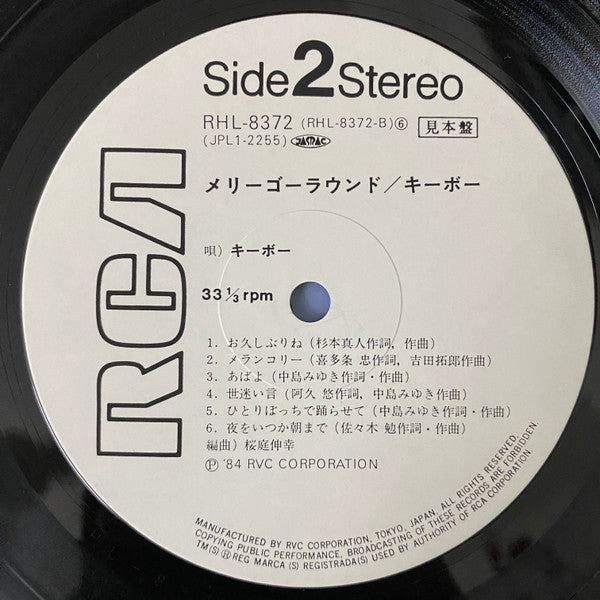 Side 2 Stereo
RHL-8372 (RHL-8372-B)⑥ 見本盤
(JPL1-2255) JASRAC
メリーゴーラウンド/キーボー
RCA
唄) キーボー
33 1/3 rpm
1. お久しぶりね(杉本真人作詞, 作曲)
2. メランコリー(喜多条 忠作詞, 吉田拓郎作曲)
3. あばよ(中島みゆき作詞・作曲)
4. 世迷い言(阿久 悠作詞, 中島みゆき作曲)
5. ひとりぼっちで踊らせて(中島みゆき作詞・作曲)
6. 夜をいつか朝まで(佐々木 勉作詞・作曲)
編曲) 桜庭伸幸
Ⓟ '84 RVC CORPORATION
MANUFACTURED BY RVC CORPORATION, TOKYO, JAPAN, ALL RIGHTS RESERVED.
COPYING PUBLIC PERFORMANCE, BROADCASTING OF THESE RECORDS ARE FORBIDDEN.
TM(S) ® REG MARCA (S) REGISTRADA(S) USED BY AUTHORITY OF RCA CORPORATION